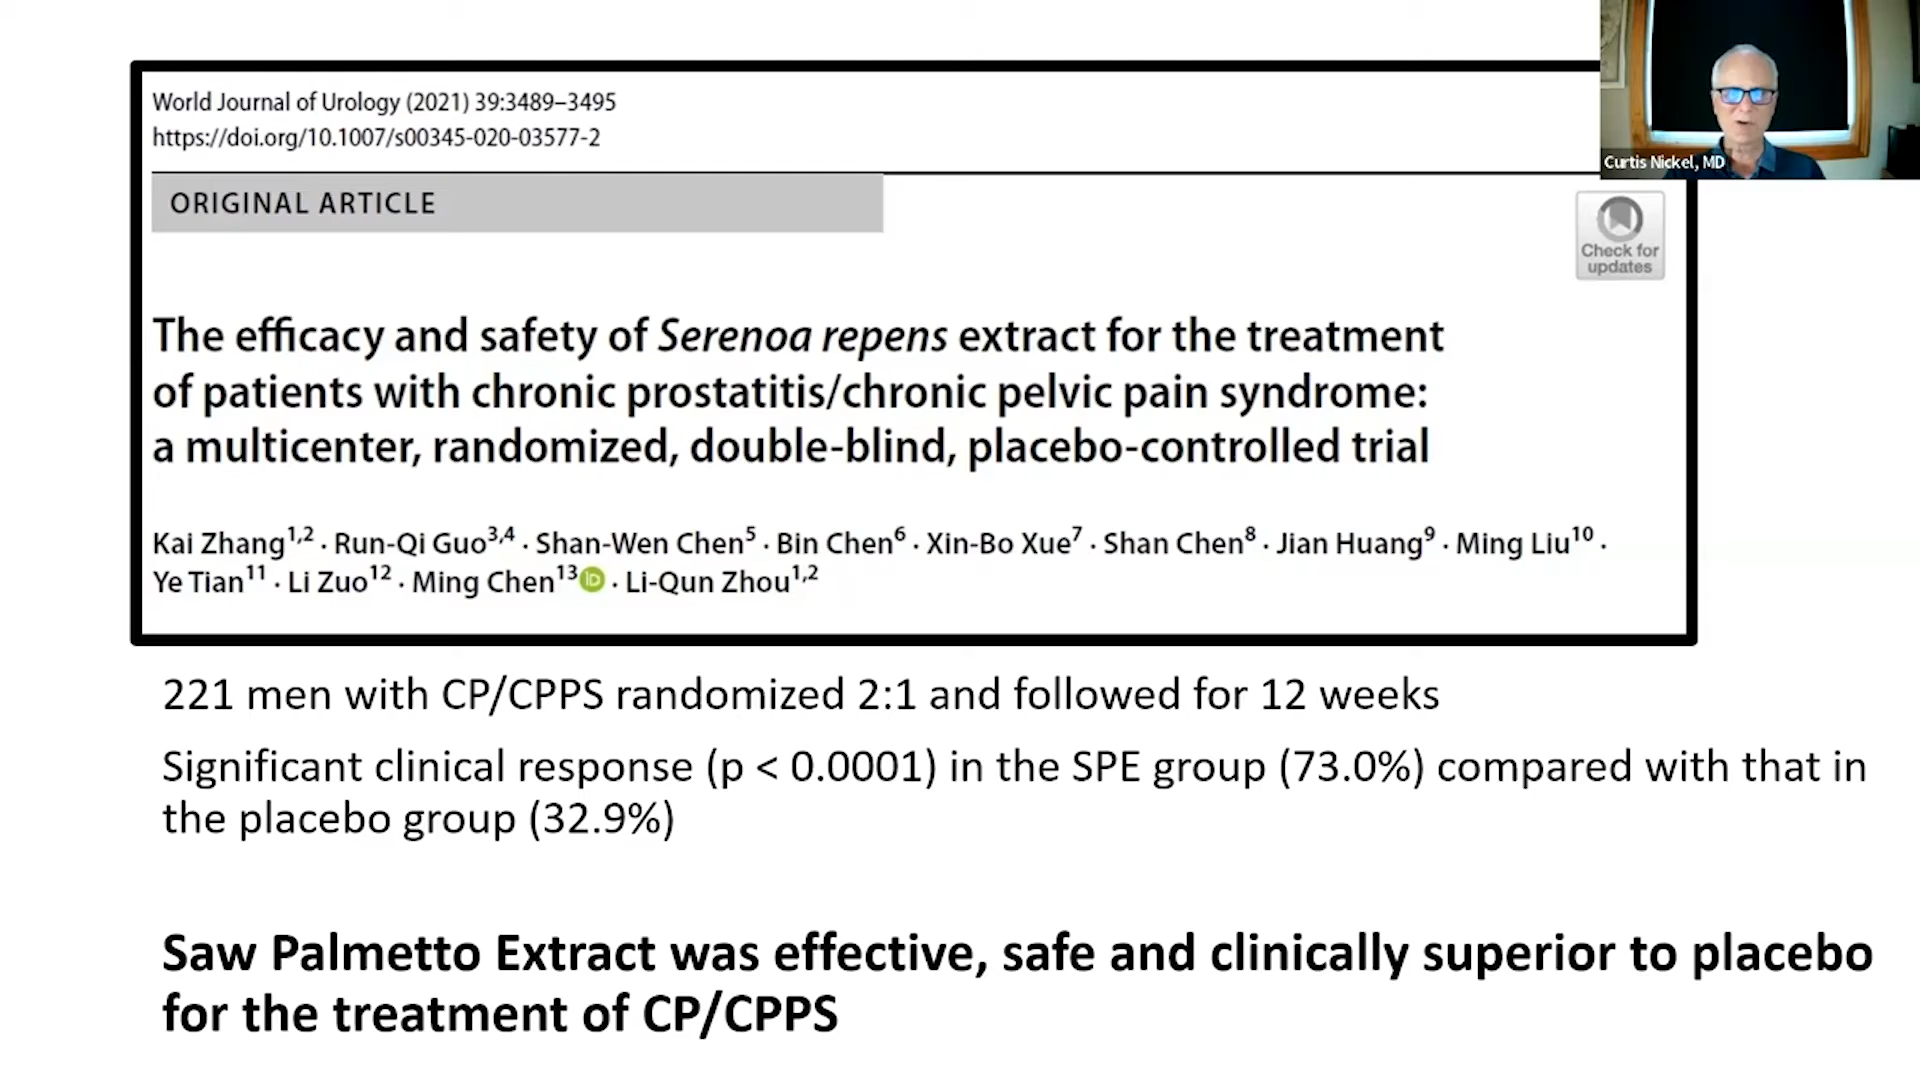 World Journal of Urology (2021) 39:3489–3495
https://doi.org/10.1007/s00345-020-03577-2
Curtis Nickel, MD
ORIGINAL ARTICLE
Check for
updates
The efficacy and safety of Serenoa repens extract for the treatment
of patients with chronic prostatitis/chronic pelvic pain syndrome:
a multicenter, randomized, double-blind, placebo-controlled trial
Kai Zhang1,2 · Run-Qi Guo3,4 · Shan-Wen Chen5 · Bin Chen6 · Xin-Bo Xue7 · Shan Chen8 · Jian Huang9 · Ming Liu10 ·
Ye Tian11 · Li Zuo12 · Ming Chen13 iD · Li-Qun Zhou1,2
221 men with CP/CPPS randomized 2:1 and followed for 12 weeks
Significant clinical response (p < 0.0001) in the SPE group (73.0%) compared with that in
the placebo group (32.9%)
Saw Palmetto Extract was effective, safe and clinically superior to placebo
for the treatment of CP/CPPS